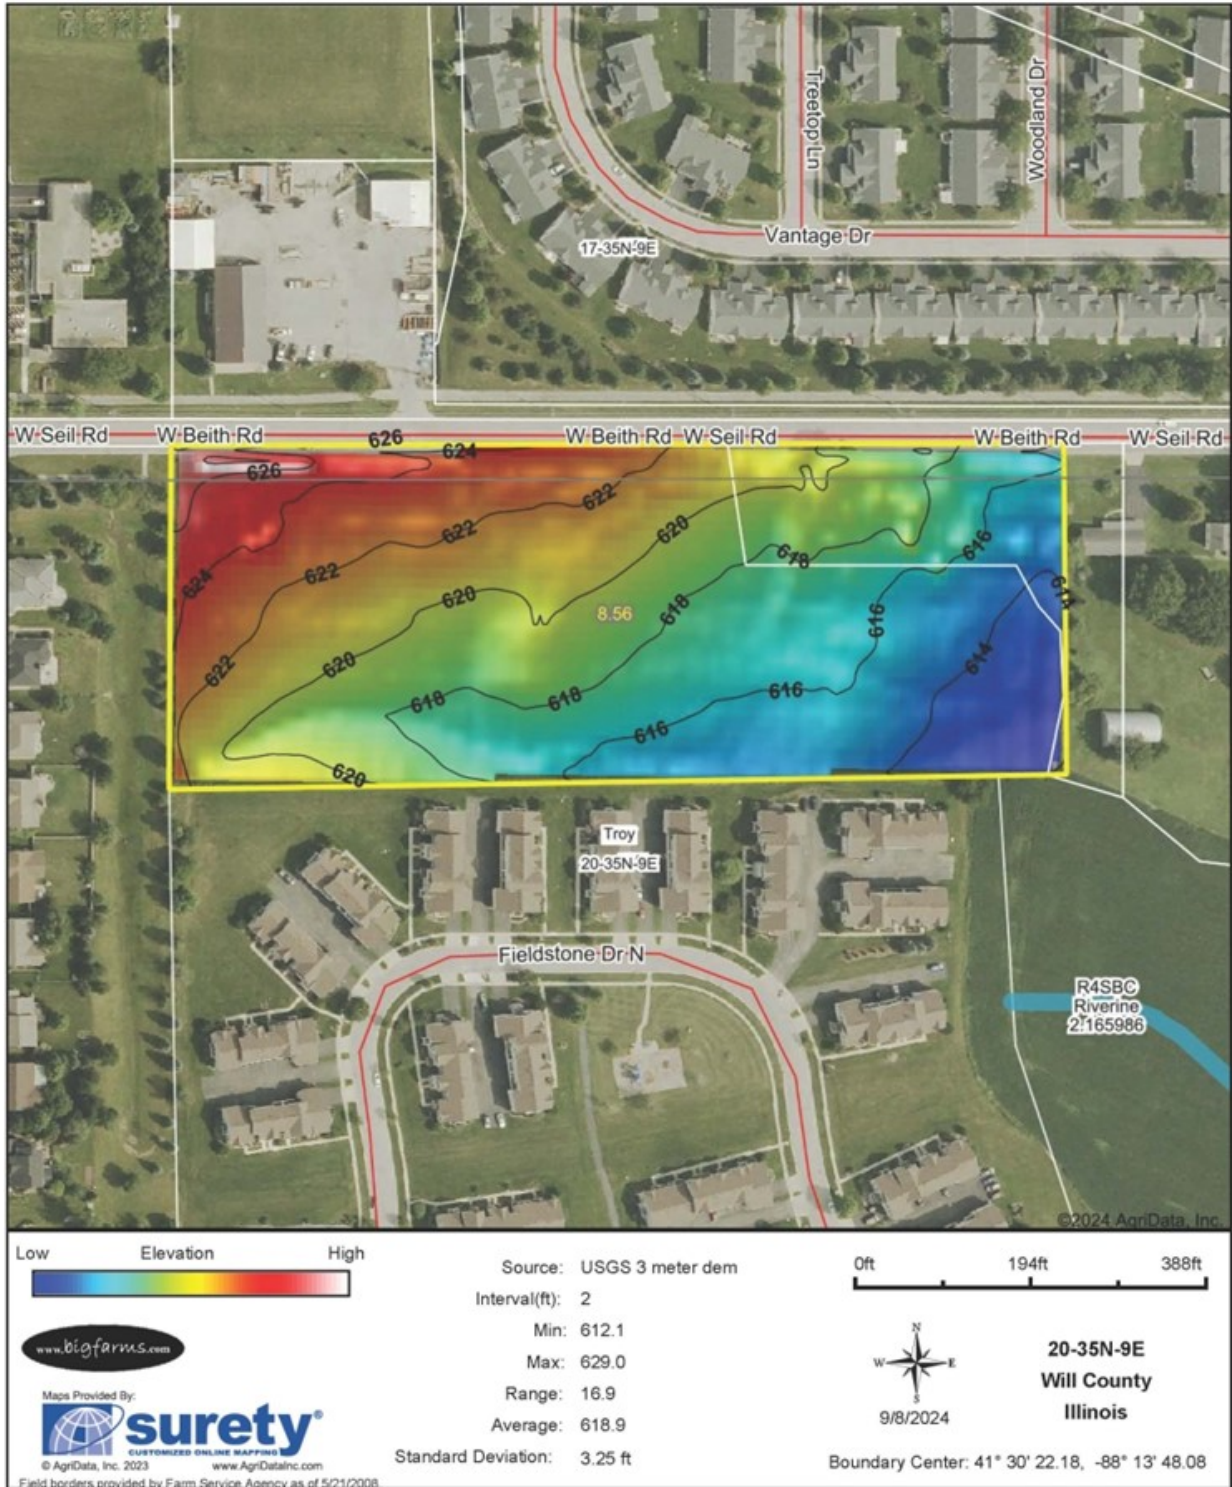 Treetop Ln
Woodland Dr
Vantage Dr
17-35N-9E
W Seil Rd
W Beith Rd
W Beith Rd
W Seil Rd
W Beith Rd
W Seil Rd
626
624
626
622
622
620
624
622
620
618
616
614
618
616
8.56
622
620
614
618
618
616
616
620
Troy
20-35N-9E
Fieldstone Dr N
R4SBC
Riverine
2.165986
©2024 AgriData, Inc.
Low Elevation High
Source: USGS 3 meter dem
Interval(ft): 2
Min: 612.1
Max: 629.0
Range: 16.9
Average: 618.9
Standard Deviation: 3.25 ft
0ft 194ft 388ft
www.bigfarms.com
Maps Provided By:
surety®
CUSTOMIZED ONLINE MAPPING
© AgriData, Inc. 2023 www.AgriDataInc.com
Field borders provided by Farm Service Agency as of 5/21/2008.
N
W E
S
9/8/2024
20-35N-9E
Will County
Illinois
Boundary Center: 41° 30' 22.18, -88° 13' 48.08